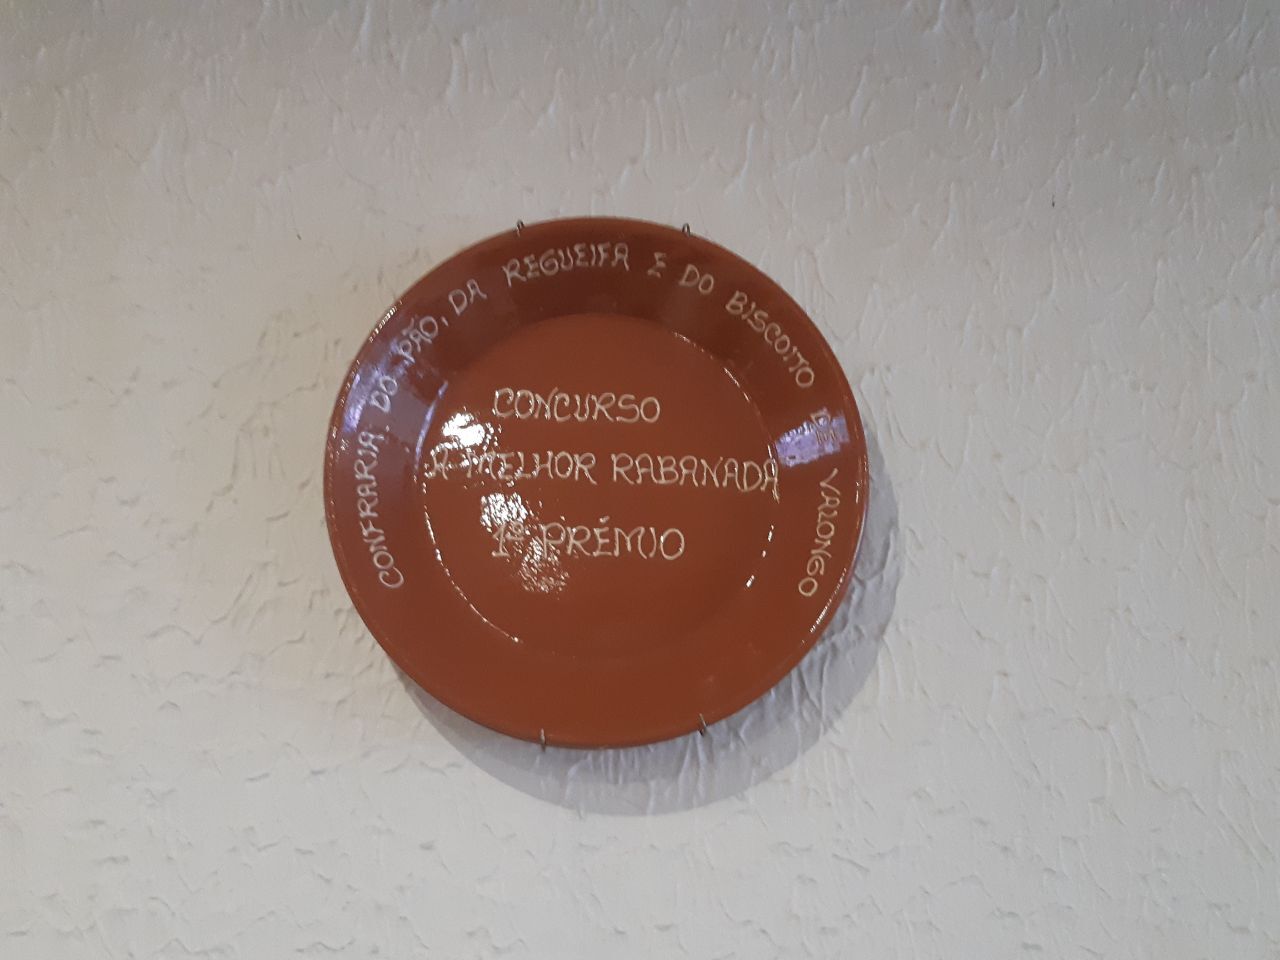 CONFRARIA DO PÃO, DA REGUEIFA E DO BISCOITO DE VALONGO
CONCURSO
A MELHOR RABANADA
1º PRÉMIO